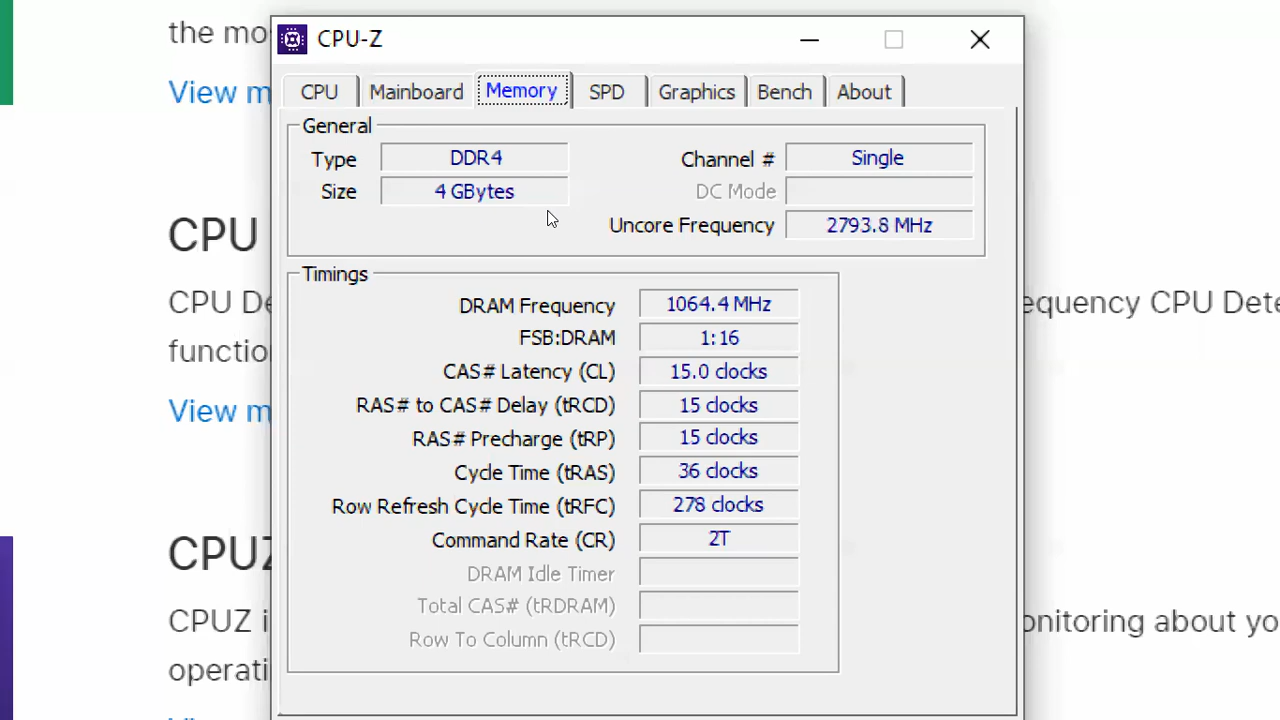 the mos
CPU-Z
View m
CPU Mainboard Memory SPD Graphics Bench About
General
Type DDR4 Channel # Single
Size 4 GBytes DC Mode
Uncore Frequency 2793.8 MHz
CPU
Timings
CPU De
DRAM Frequency 1064.4 MHz
equency CPU Dete
FSB:DRAM 1:16
functio
CAS# Latency (CL) 15.0 clocks
RAS# to CAS# Delay (tRCD) 15 clocks
View m
RAS# Precharge (tRP) 15 clocks
Cycle Time (tRAS) 36 clocks
Row Refresh Cycle Time (tRFC) 278 clocks
Command Rate (CR) 2T
CPUZ
DRAM Idle Timer
Total CAS# (tRDRAM)
CPUZ i
onitoring about yo
Row To Column (tRCD)
operati